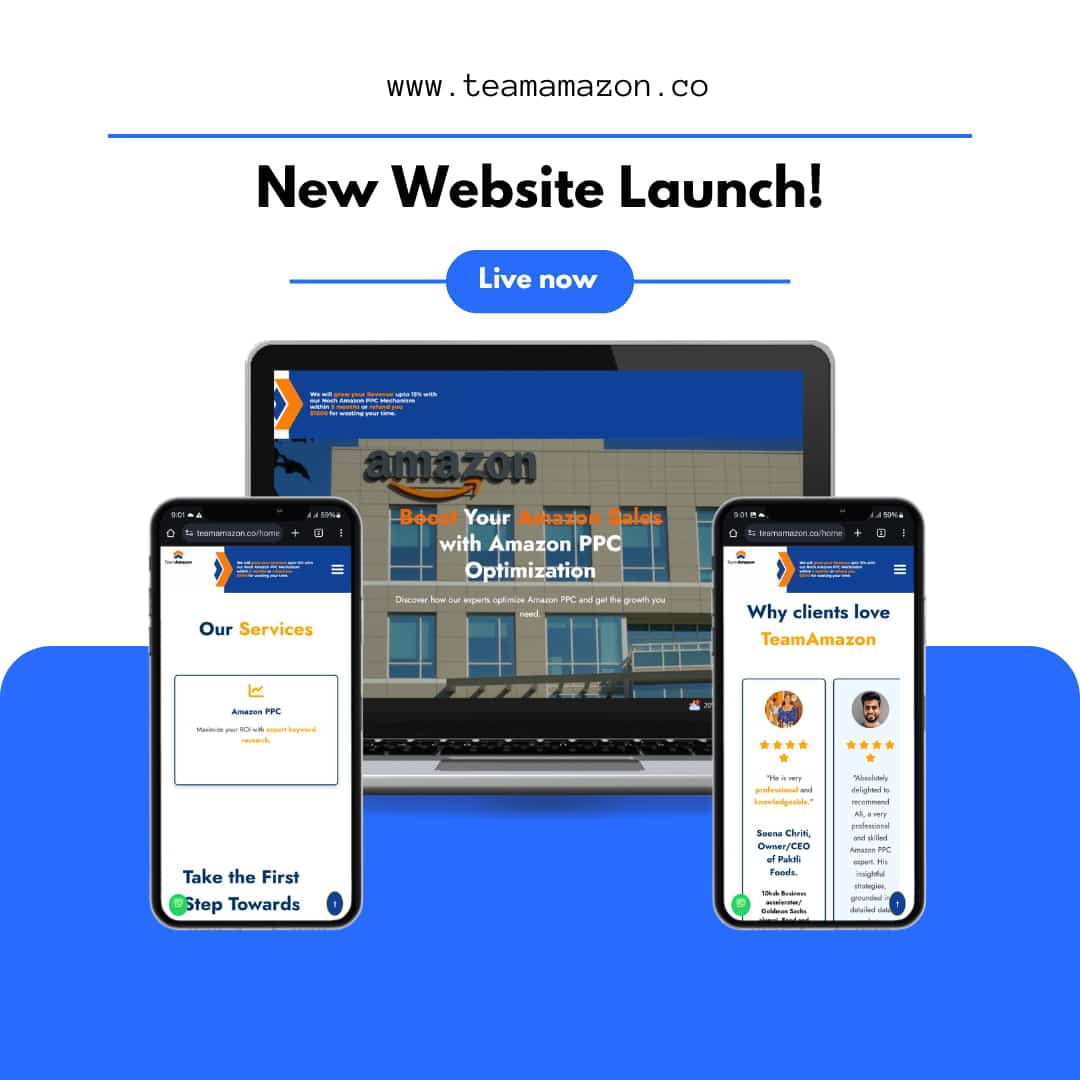 www.teamamazon.co
New Website Launch!
Live now
We will grow your Revenue upto 15% with
our Nosh Amazon PPC Mechanism
within 3 months or refund you
$1000 for wasting your time.
amazon
Boost Your Amazon Sales
with Amazon PPC
Optimization
Discover how our experts optimize Amazon PPC and get the growth you
need.
20°
9:01
59%
teamamazon.co/home
TeamAmazon
Our Services
Amazon PPC
Maximize your ROI with expert keyword
research.
Take the First
Step Towards
9:01
59%
teamamazon.co/home
TeamAmazon
Why clients love
TeamAmazon
"He is very
professional and
knowledgeable."
Seena Chriti,
Owner/CEO
of Paktli
Foods.
10ksb Business
accelerator/
Goldman Sachs
"Absolutely
delighted to
recommend
Ali, a very
professional
and skilled
Amazon PPC
expert. His
insightful
strategies,
grounded in
detailed data